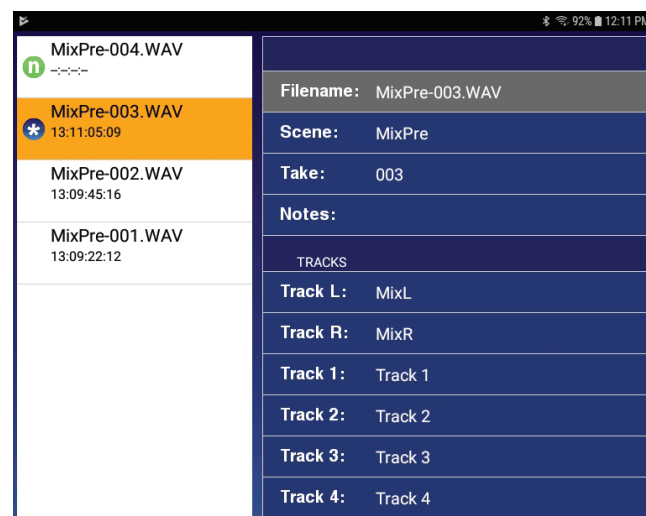 92% 12:11 PM
MixPre-004.WAV
n -:-:-:-
MixPre-003.WAV
* 13:11:05:09
MixPre-002.WAV
13:09:45:16
MixPre-001.WAV
13:09:22:12
Filename: MixPre-003.WAV
Scene: MixPre
Take: 003
Notes:
TRACKS
Track L: MixL
Track R: MixR
Track 1: Track 1
Track 2: Track 2
Track 3: Track 3
Track 4: Track 4